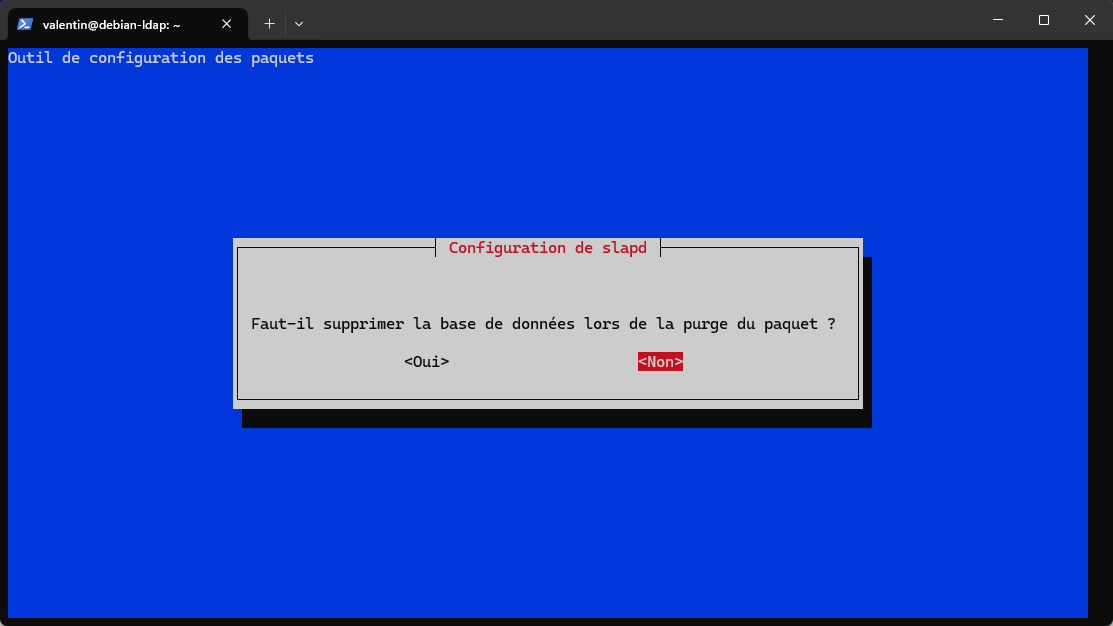 valentin@debian-ldap: ~
Outil de configuration des paquets
Configuration de slapd
Faut-il supprimer la base de données lors de la purge du paquet ?
<Oui> <Non>